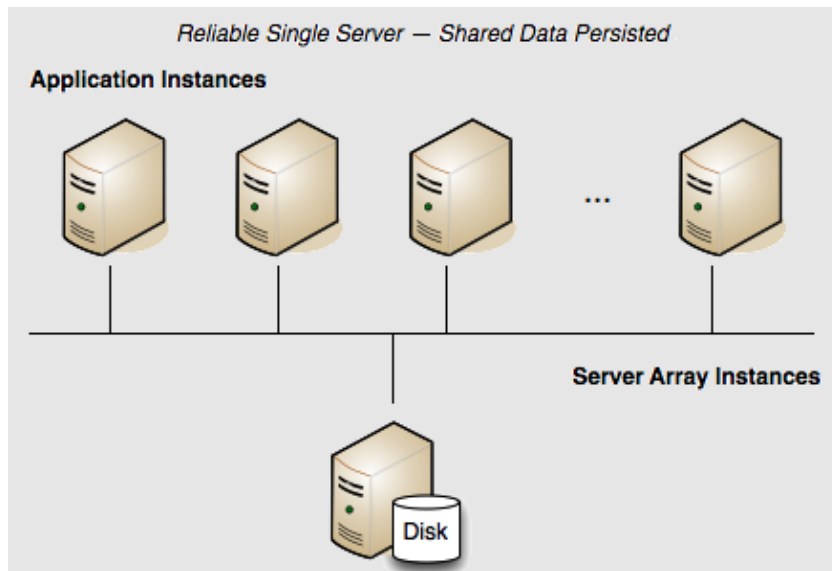 Reliable Single Server — Shared Data Persisted
Application Instances
...
Server Array Instances
Disk